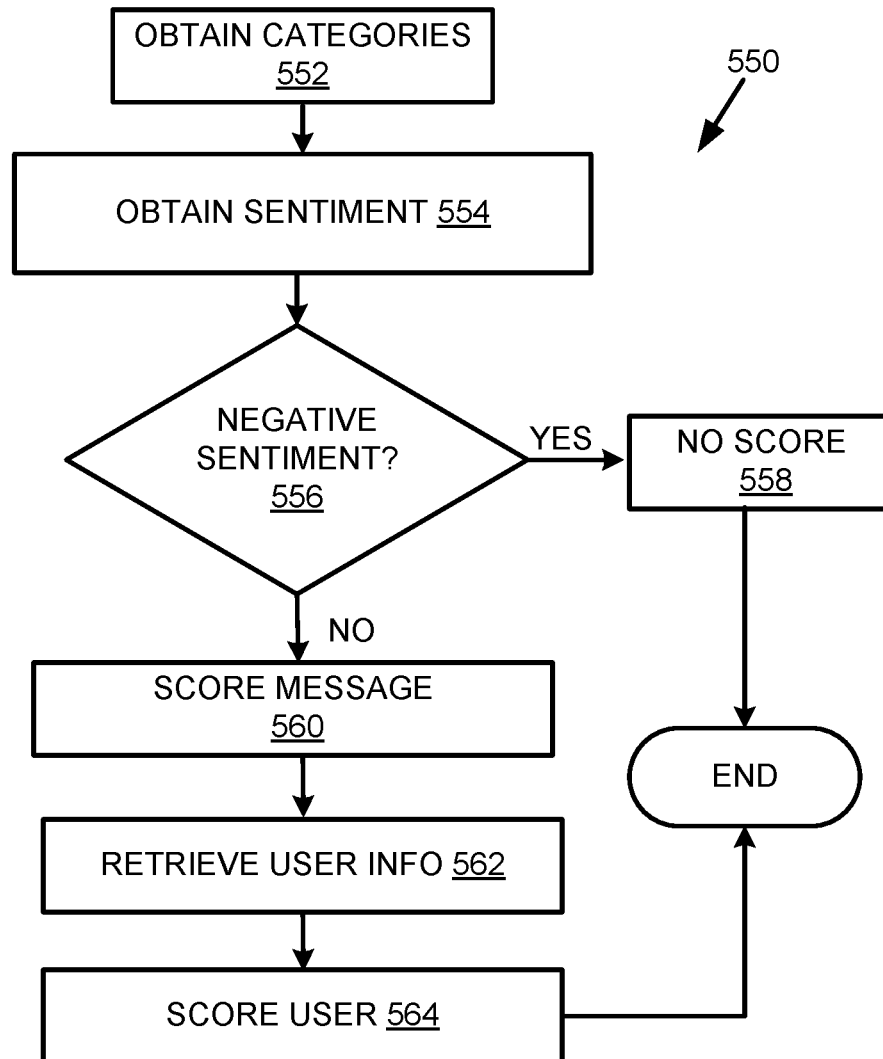 OBTAIN CATEGORIES
552
550
OBTAIN SENTIMENT 554
NEGATIVE
SENTIMENT?
556
YES
NO SCORE
558
NO
SCORE MESSAGE
560
END
RETRIEVE USER INFO 562
SCORE USER 564